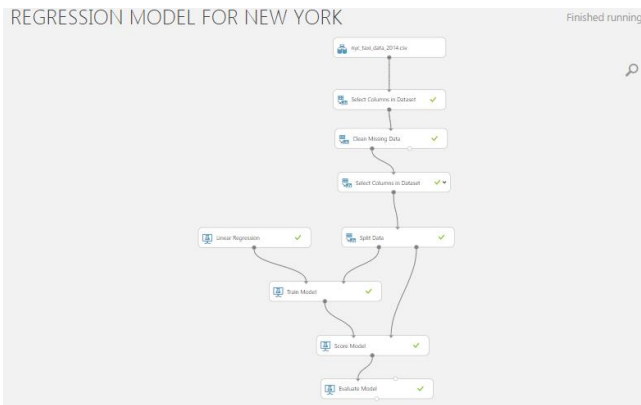 REGRESSION MODEL FOR NEW YORK
Finished running
nyc_taxi_data_2014.csv
Select Columns in Dataset
Clean Missing Data
Select Columns in Dataset
Linear Regression
Split Data
Train Model
Score Model
Evaluate Model